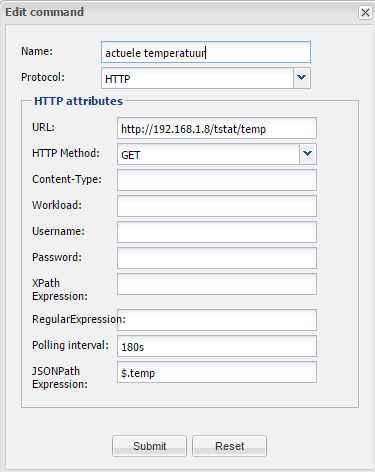 Edit command
Name: actuele temperatuur
Protocol: HTTP
HTTP attributes
URL: http://192.168.1.8/tstat/temp
HTTP Method: GET
Content-Type:
Workload:
Username:
Password:
XPath
Expression:
RegularExpression:
Polling interval: 180s
JSONPath
Expression: $.temp
Submit Reset